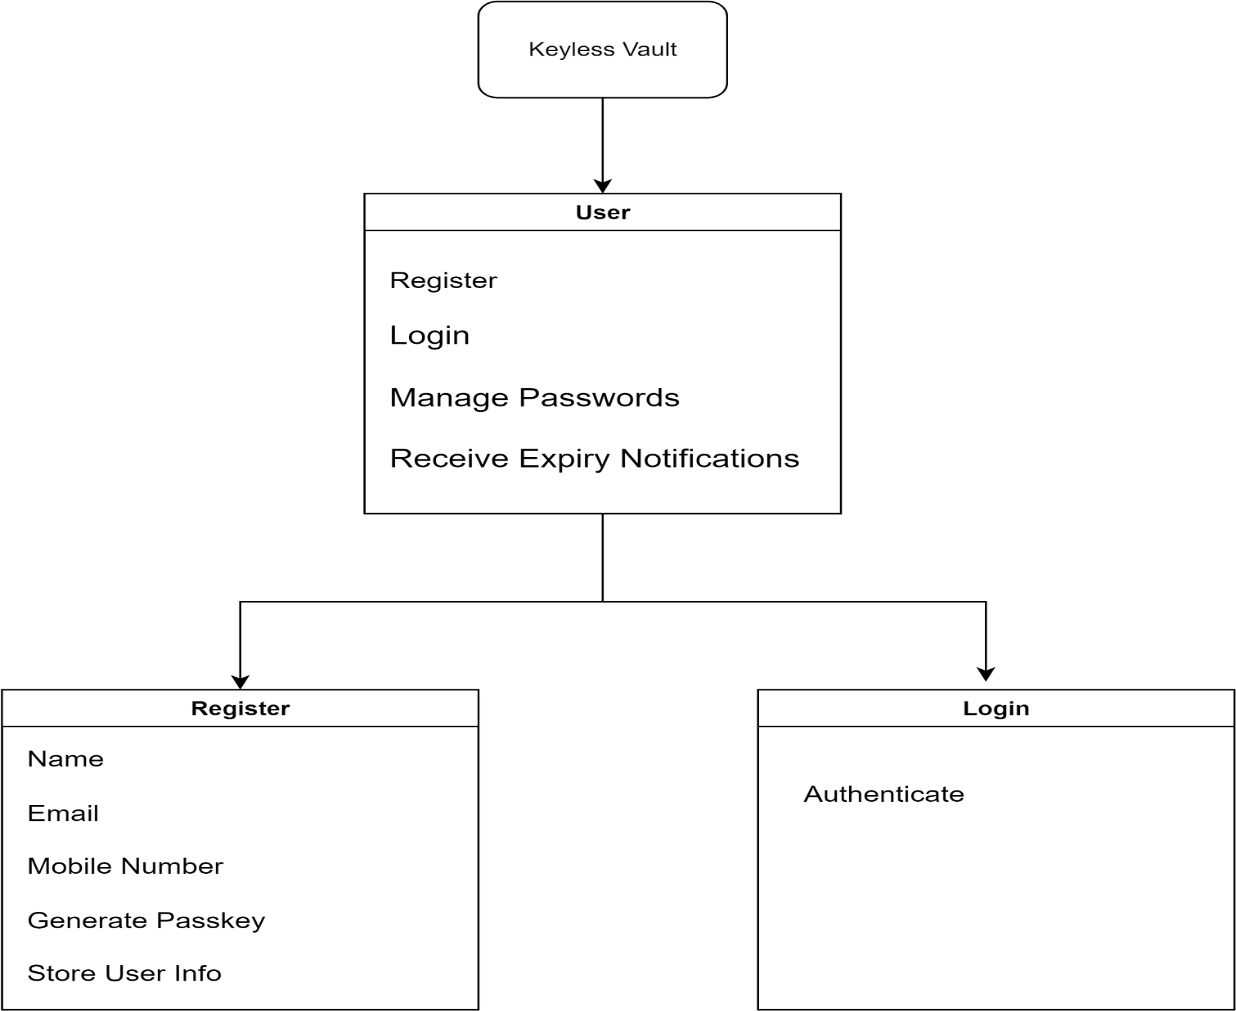 Keyless Vault
User
Register
Login
Manage Passwords
Receive Expiry Notifications
Register
Name
Email
Mobile Number
Generate Passkey
Store User Info
Login
Authenticate